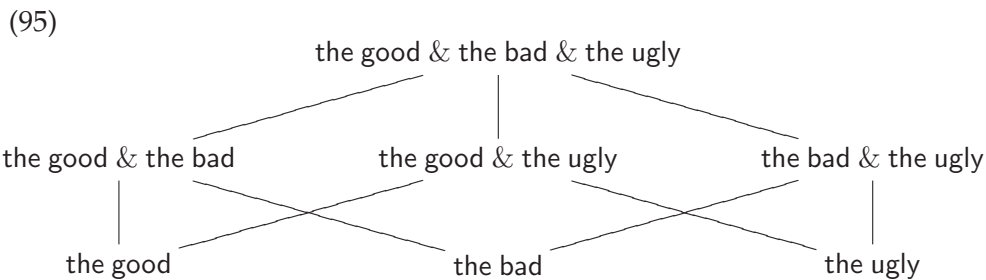 (95)
the good & the bad & the ugly
the good & the bad the good & the ugly the bad & the ugly
the good the bad the ugly